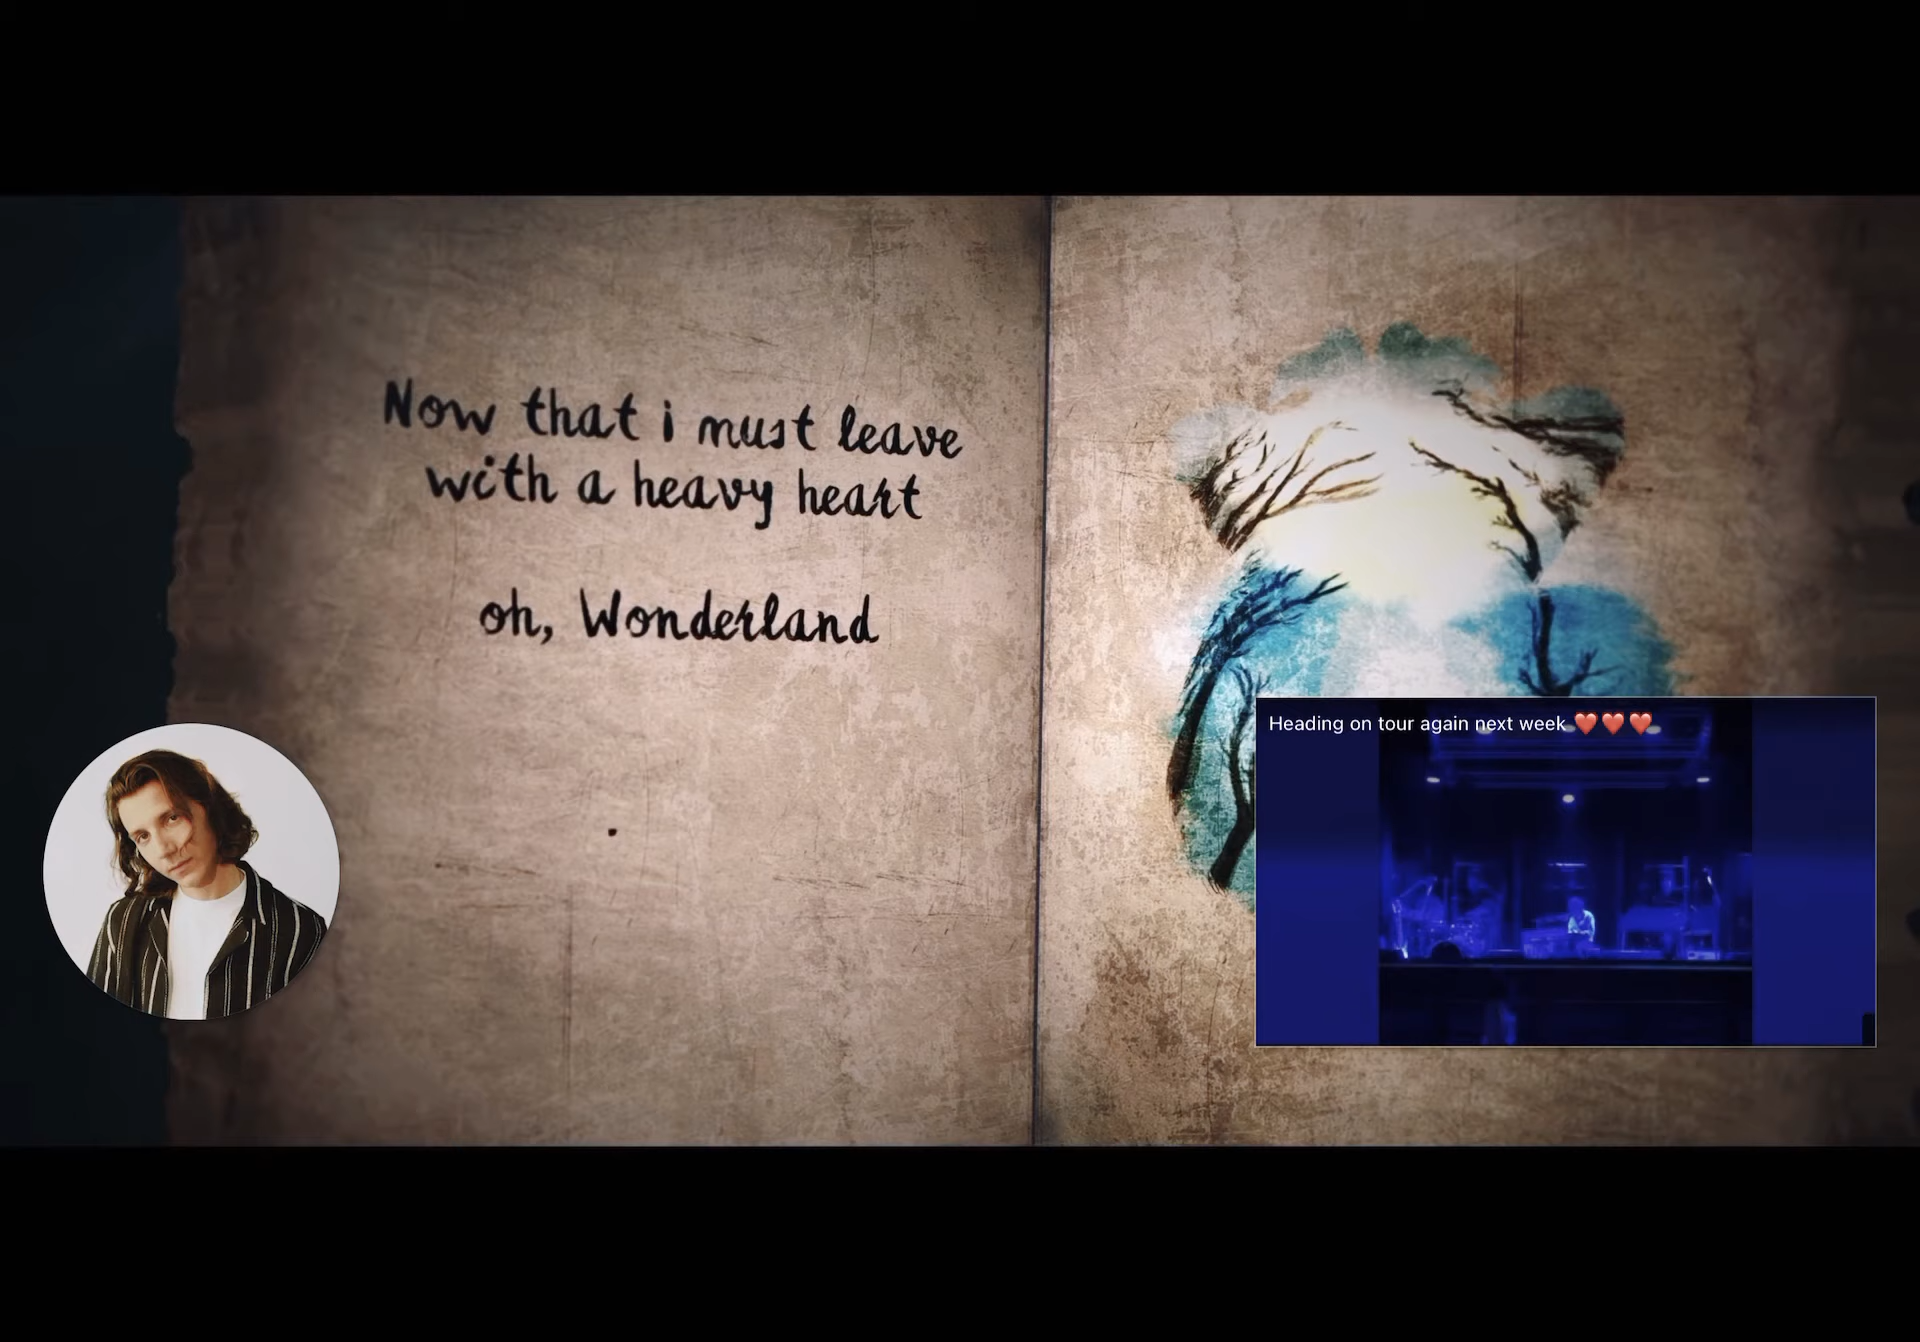 Now that i must leave
with a heavy heart
oh, Wonderland
Heading on tour again next week ❤️❤️❤️